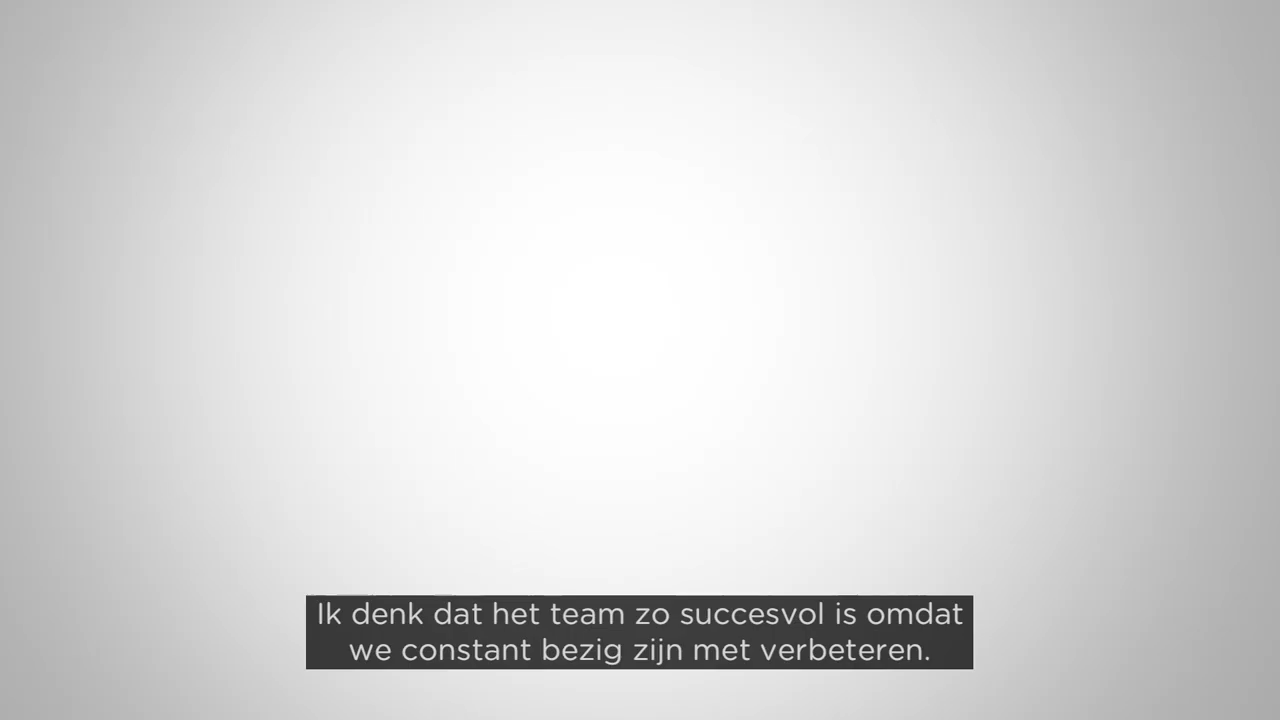 Ik denk dat het team zo succesvol is omdat
we constant bezig zijn met verbeteren.